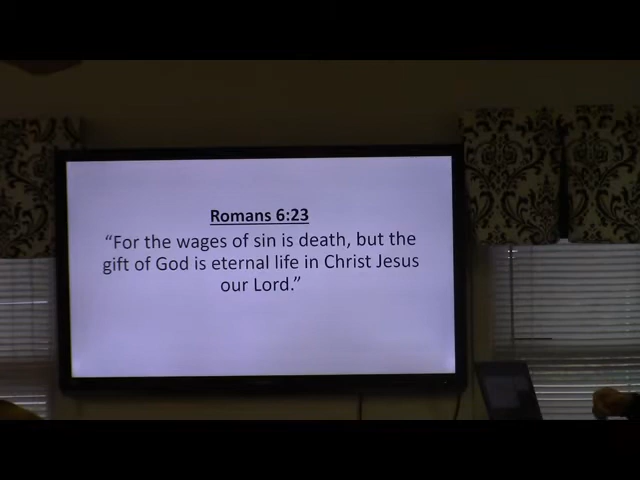 Romans 6:23
“For the wages of sin is death, but the
gift of God is eternal life in Christ Jesus
our Lord.”